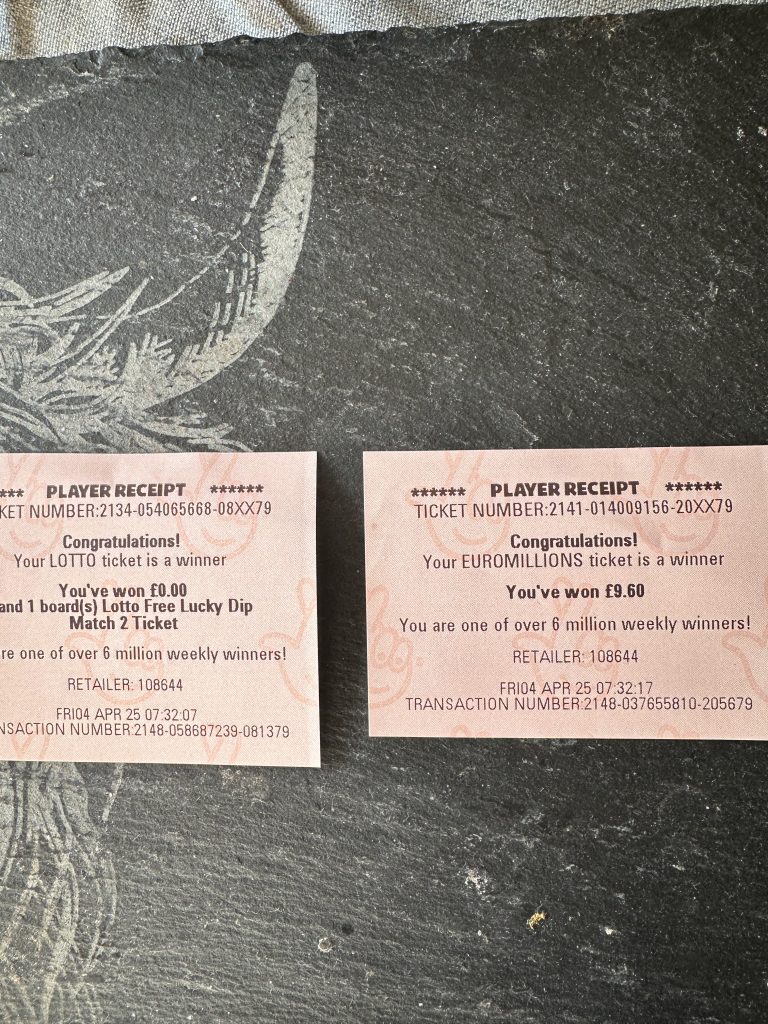 *** PLAYER RECEIPT ******
KET NUMBER:2134-054065668-08XX79
Congratulations!
Your LOTTO ticket is a winner
You've won £0.00
and 1 board(s) Lotto Free Lucky Dip
Match 2 Ticket
re one of over 6 million weekly winners!
RETAILER: 108644
FRI04 APR 25 07:32:07
NSACTION NUMBER:2148-058687239-081379
****** PLAYER RECEIPT ******
TICKET NUMBER:2141-014009156-20XX79
Congratulations!
Your EUROMILLIONS ticket is a winner
You've won £9.60
You are one of over 6 million weekly winners!
RETAILER: 108644
FRI04 APR 25 07:32:17
TRANSACTION NUMBER:2148-037655810-205679